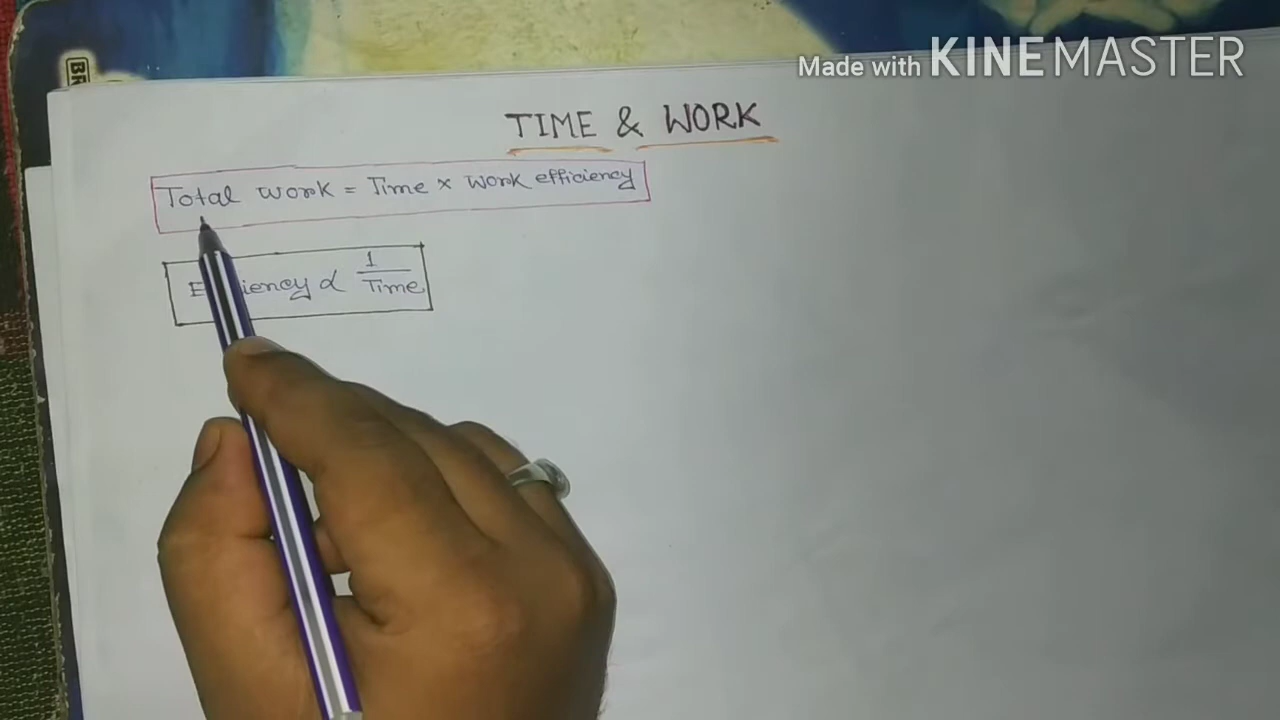 Made with KINEMASTER
TIME & WORK
Total work = Time × work efficiency
1
Time